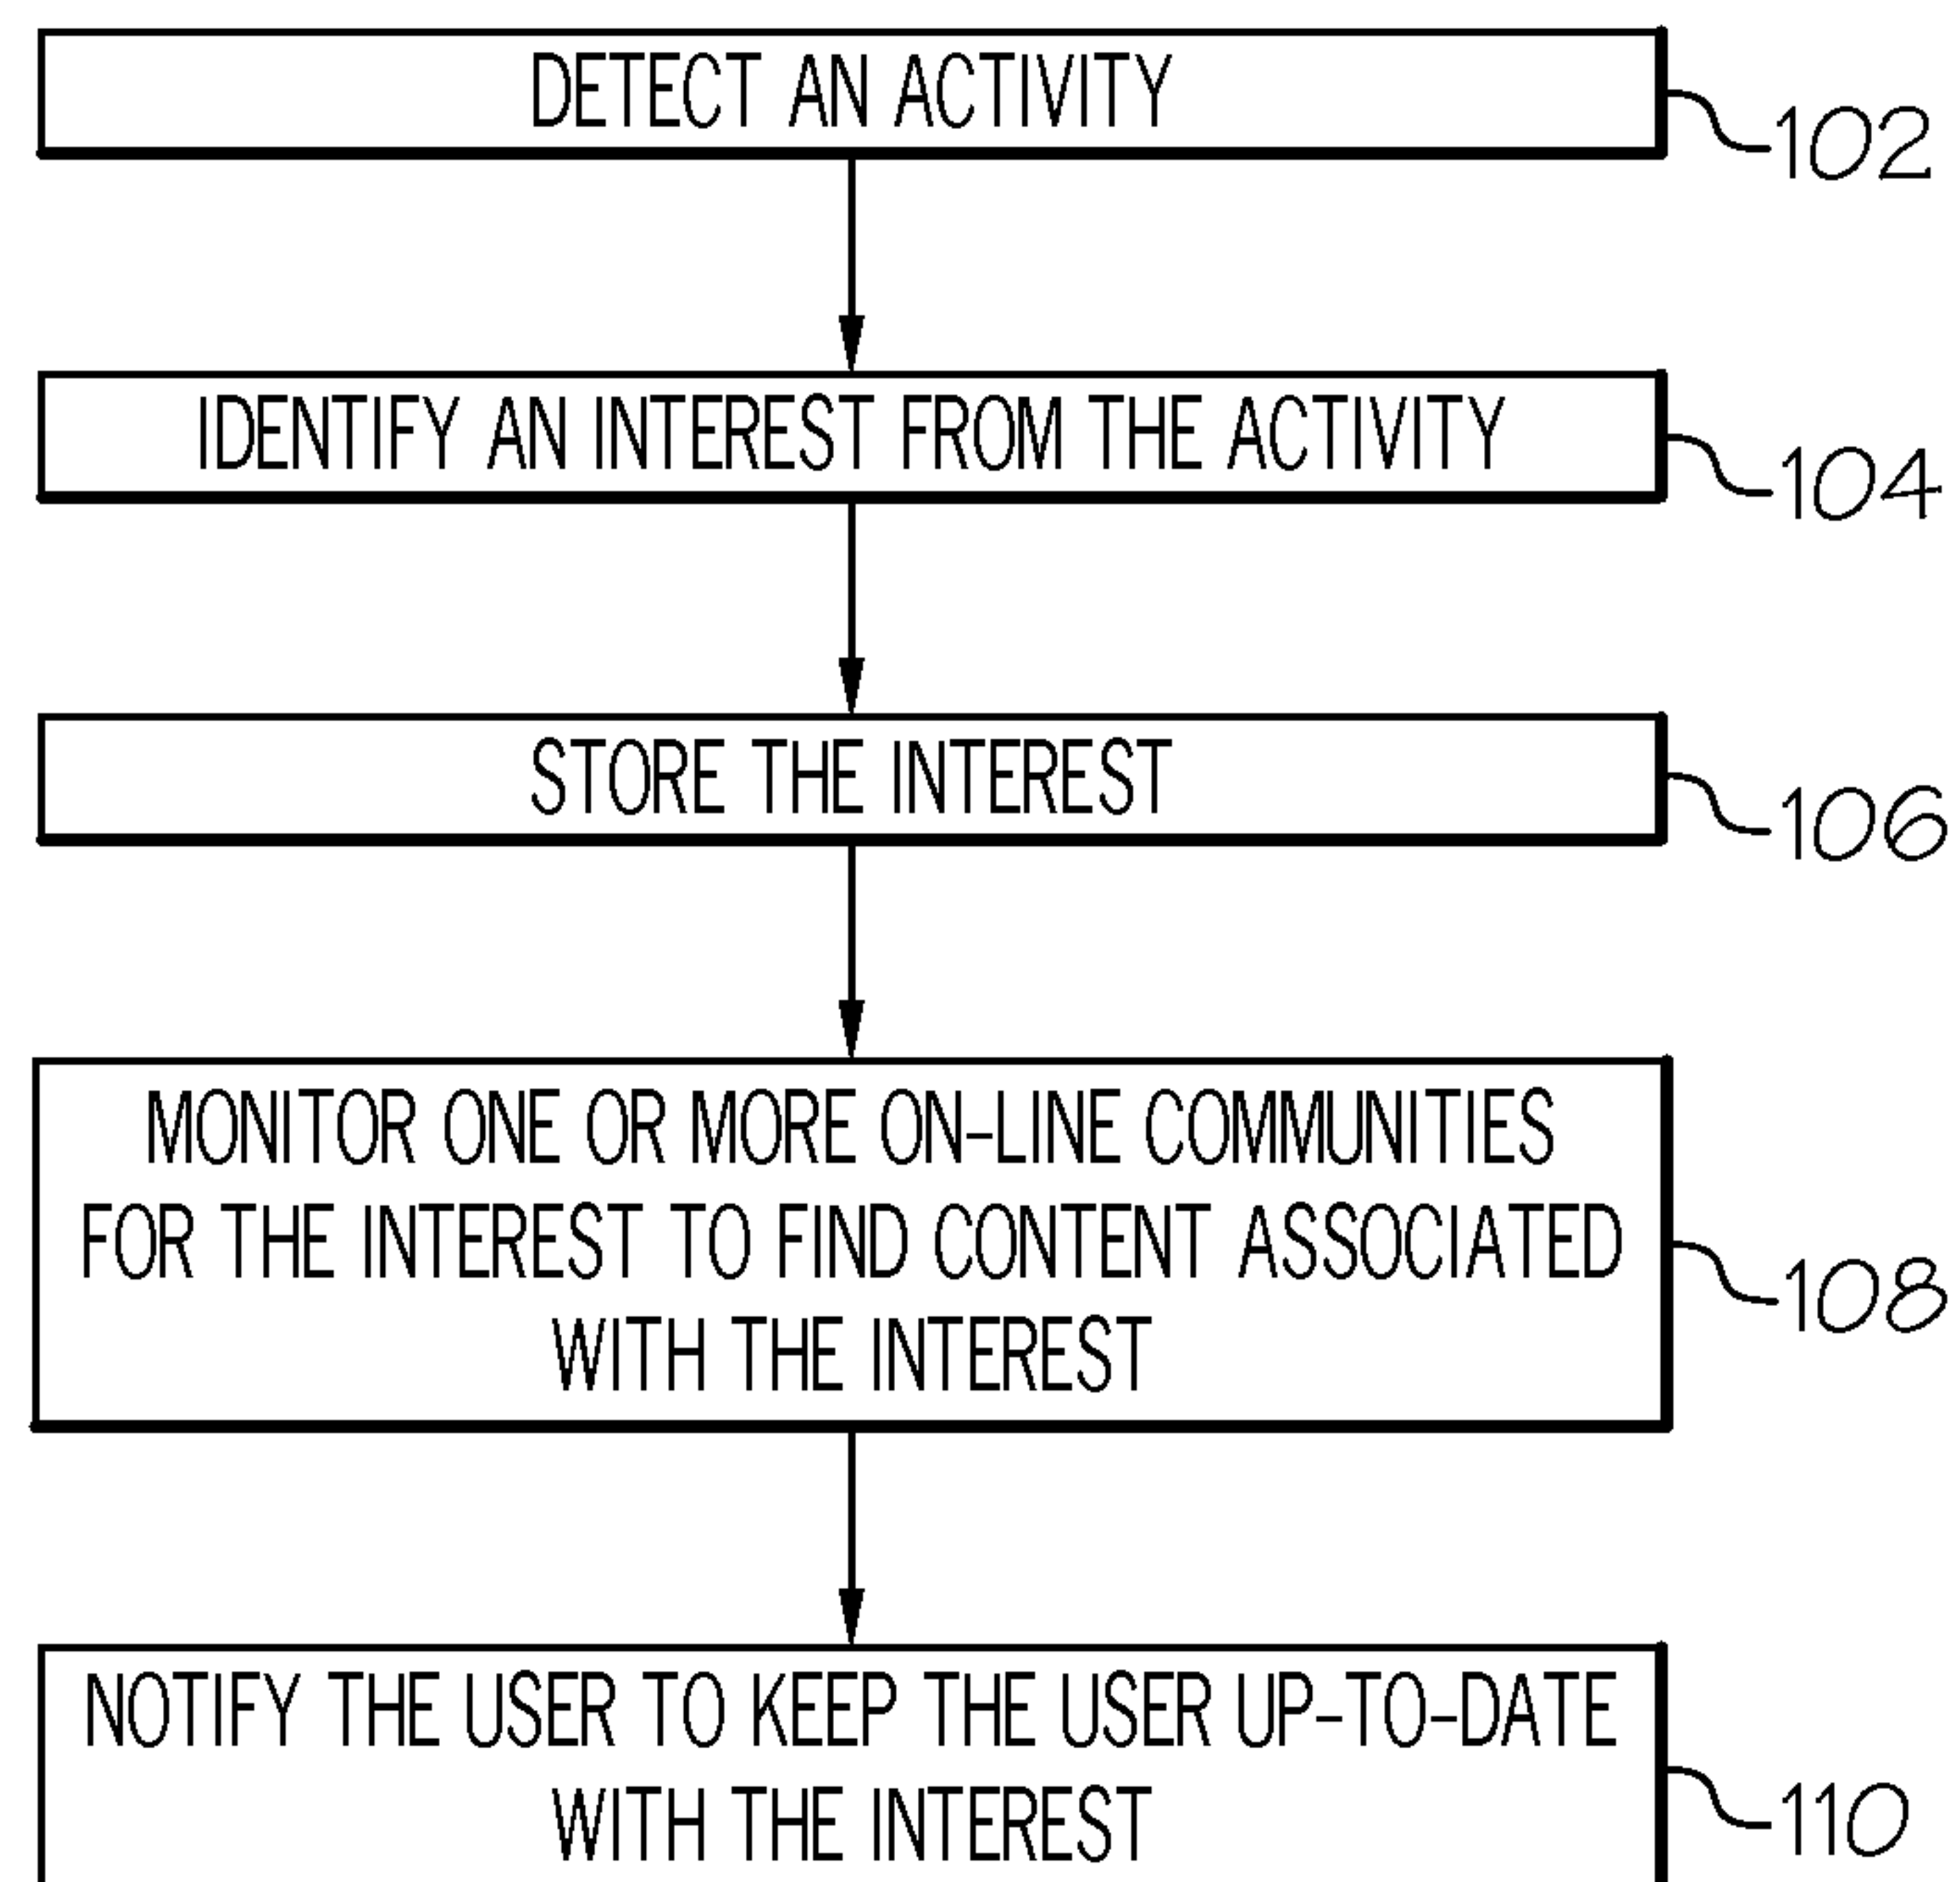 DETECT AN ACTIVITY
102
IDENTIFY AN INTEREST FROM THE ACTIVITY
104
STORE THE INTEREST
106
MONITOR ONE OR MORE ON-LINE COMMUNITIES
FOR THE INTEREST TO FIND CONTENT ASSOCIATED
WITH THE INTEREST
108
NOTIFY THE USER TO KEEP THE USER UP-TO-DATE
WITH THE INTEREST
110